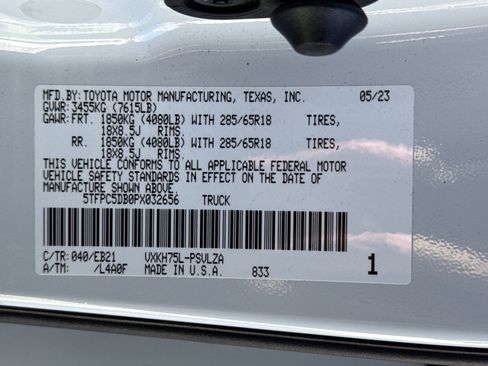 MFD.BY: TOYOTA MOTOR MANUFACTURING, TEXAS, INC. 05/23
GVWR: 3455KG (7615LB)
GAWR: FRT. 1850KG (4080LB) WITH 285/65R18 TIRES,
18X8.5J RIMS.
RR. 1850KG (4080LB) WITH 285/65R18 TIRES,
18X8.5J RIMS.
THIS VEHICLE CONFORMS TO ALL APPLICABLE FEDERAL MOTOR
VEHICLE SAFETY STANDARDS IN EFFECT ON THE DATE OF
MANUFACTURE SHOWN ABOVE.
5TFPC5DB0PX032656 TRUCK
C/TR: 040/EB21 VXKH75L-PSVLZA
A/TM: /L4A0F MADE IN U.S.A. 833 1